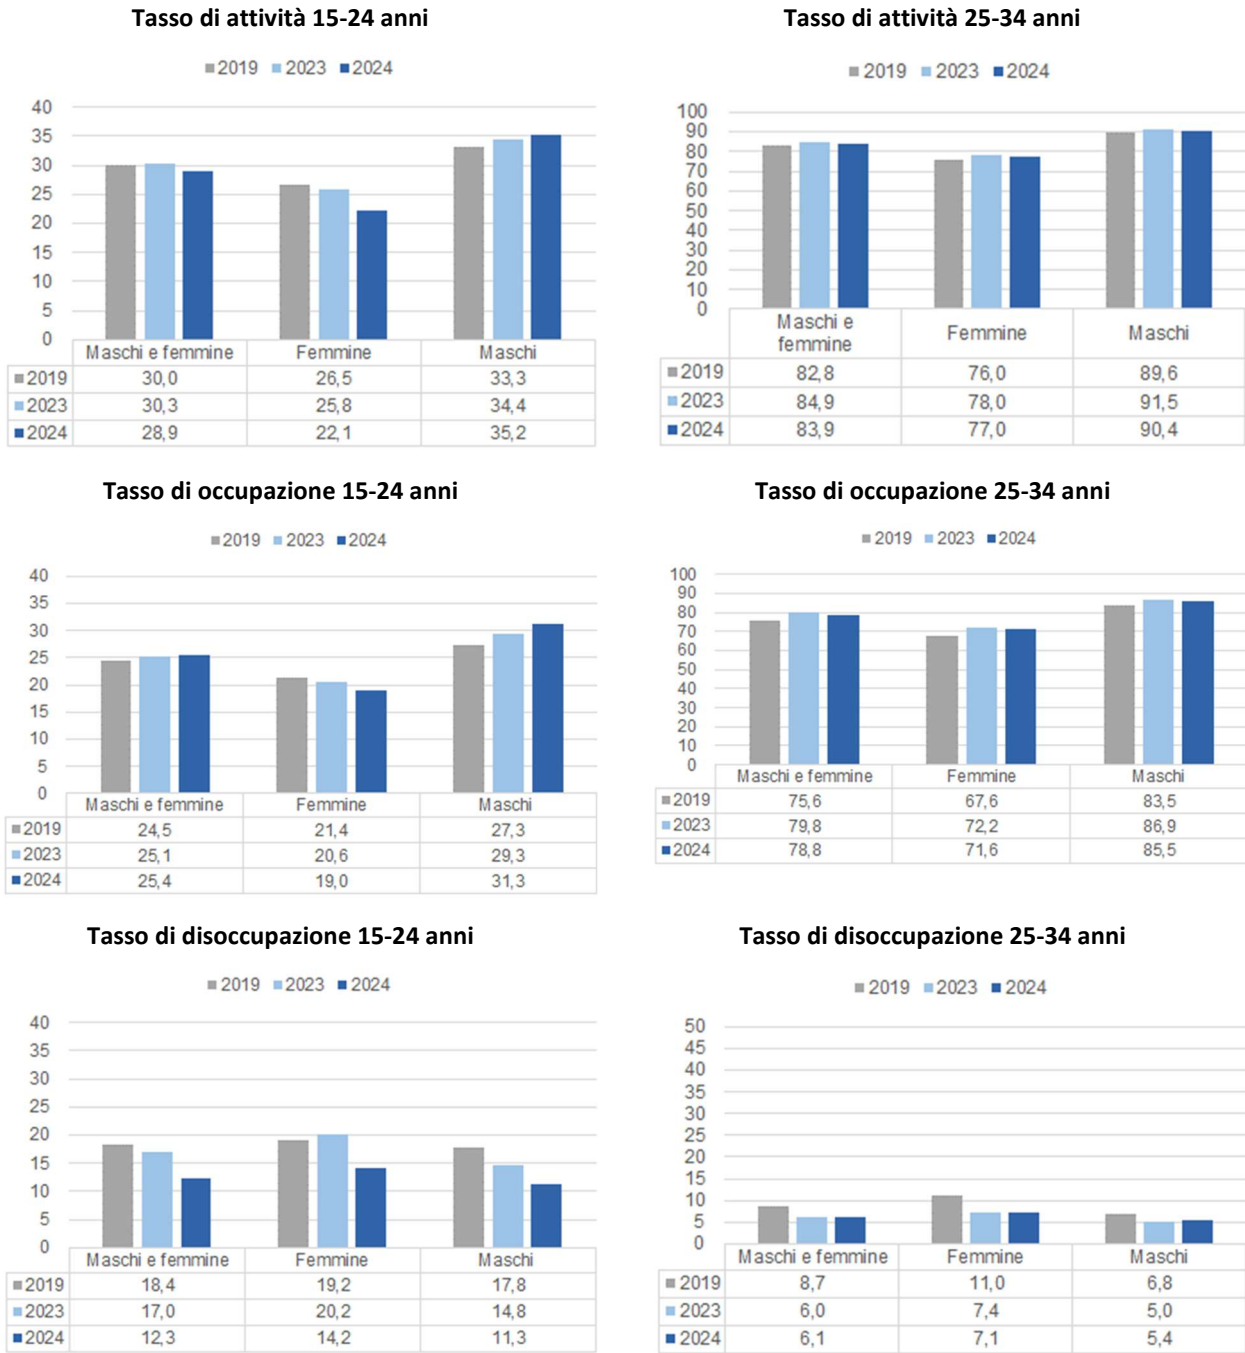 Tasso di attività 15-24 anni
2019 2023 2024
40
35
30
25
20
15
10
5
0
Maschi e femmine Femmine Maschi
2019 30,0 26,5 33,3
2023 30,3 25,8 34,4
2024 28,9 22,1 35,2
Tasso di attività 25-34 anni
2019 2023 2024
100
90
80
70
60
50
40
30
20
10
0
Maschi e
femmine Femmine Maschi
2019 82,8 76,0 89,6
2023 84,9 78,0 91,5
2024 83,9 77,0 90,4
Tasso di occupazione 15-24 anni
2019 2023 2024
40
35
30
25
20
15
10
5
0
Maschi e femmine Femmine Maschi
2019 24,5 21,4 27,3
2023 25,1 20,6 29,3
2024 25,4 19,0 31,3
Tasso di occupazione 25-34 anni
2019 2023 2024
100
90
80
70
60
50
40
30
20
10
0
Maschi e femmine Femmine Maschi
2019 75,6 67,6 83,5
2023 79,8 72,2 86,9
2024 78,8 71,6 85,5
Tasso di disoccupazione 15-24 anni
2019 2023 2024
40
35
30
25
20
15
10
5
0
Maschi e femmine Femmine Maschi
2019 18,4 19,2 17,8
2023 17,0 20,2 14,8
2024 12,3 14,2 11,3
Tasso di disoccupazione 25-34 anni
2019 2023 2024
50
45
40
35
30
25
20
15
10
5
0
Maschi e femmine Femmine Maschi
2019 8,7 11,0 6,8
2023 6,0 7,4 5,0
2024 6,1 7,1 5,4